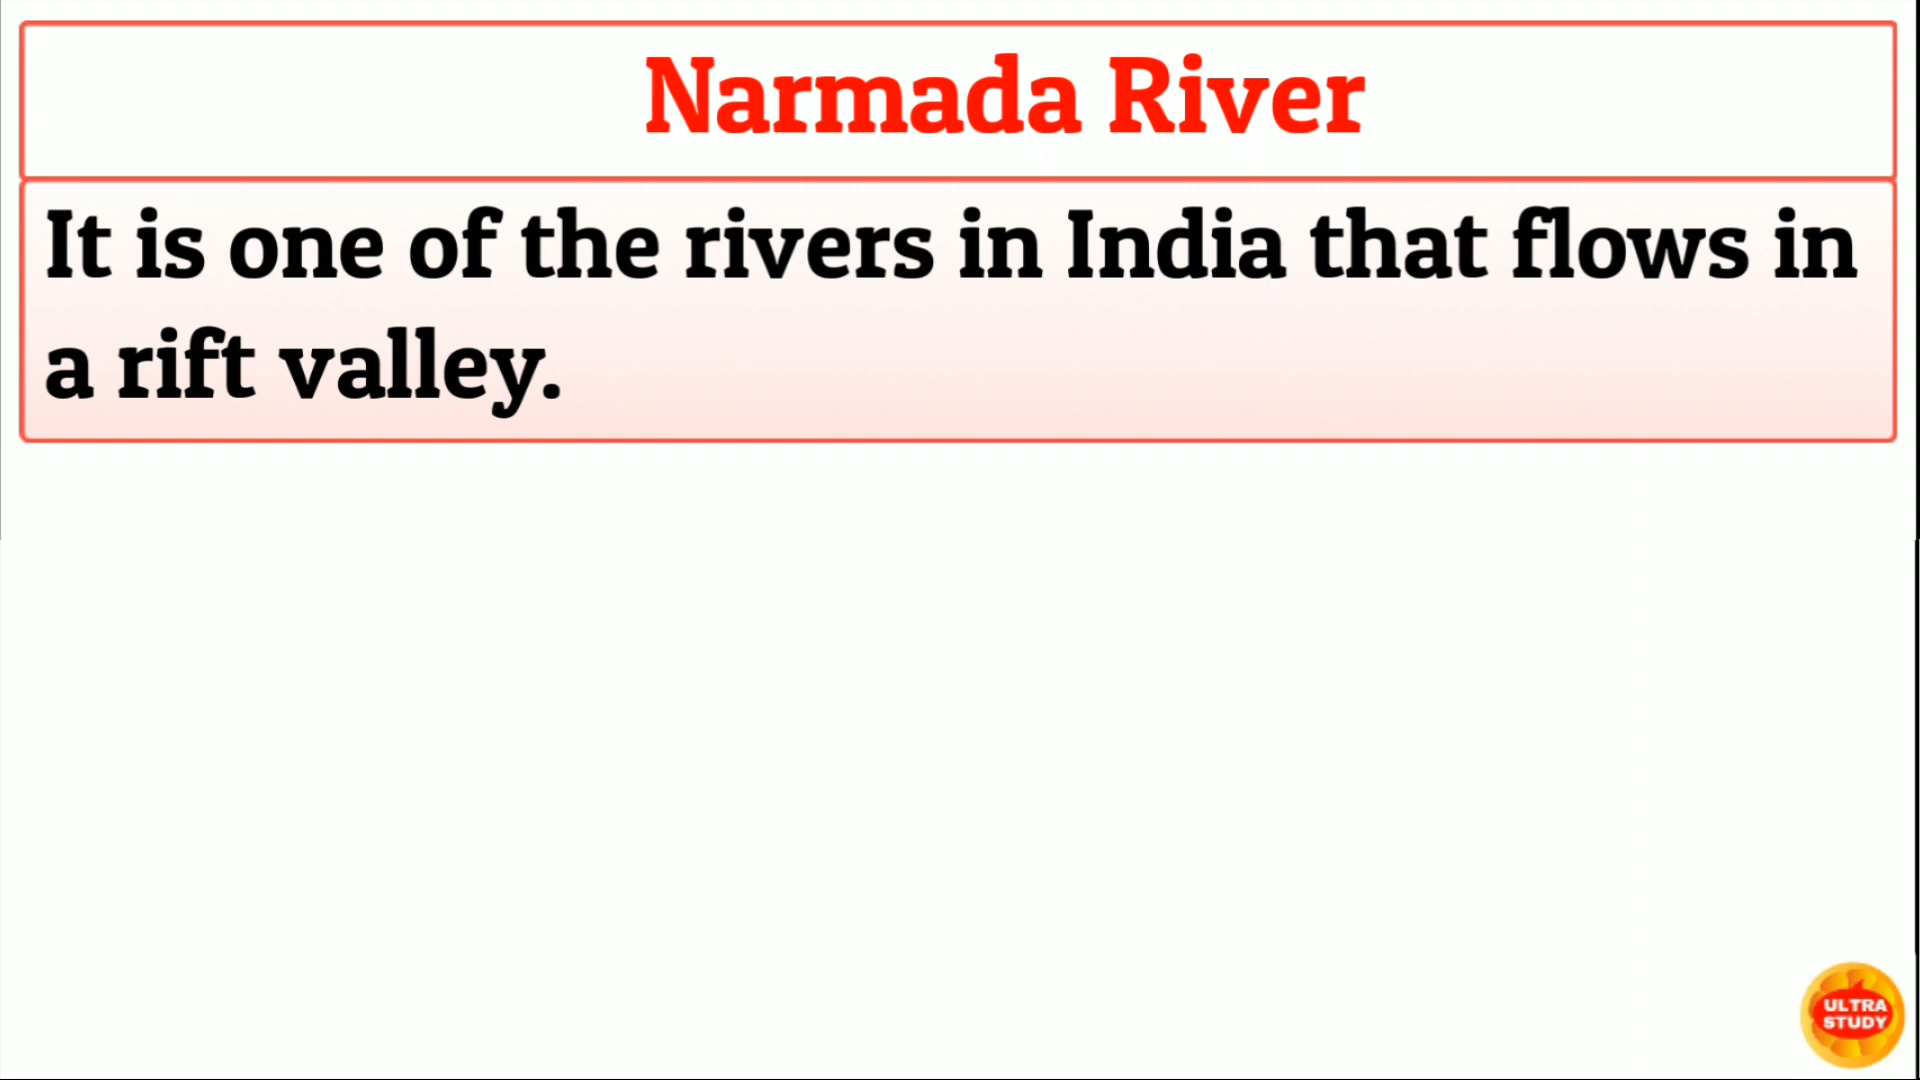 Narmada River
It is one of the rivers in India that flows in
a rift valley.
ULTRA
STUDY